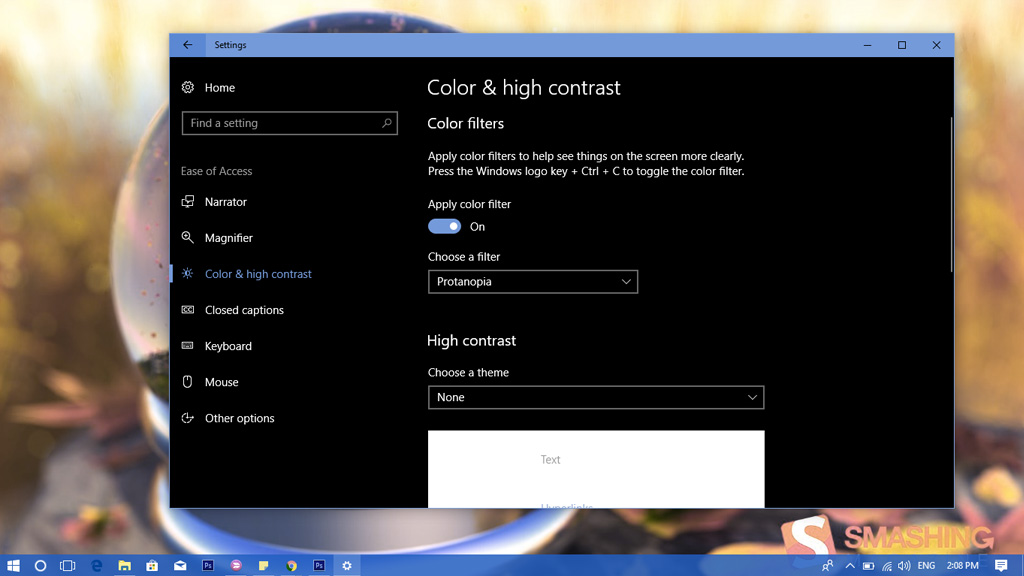 Settings
Home
Find a setting
Ease of Access
Narrator
Magnifier
Color & high contrast
Closed captions
Keyboard
Mouse
Other options
Color & high contrast
Color filters
Apply color filters to help see things on the screen more clearly.
Press the Windows logo key + Ctrl + C to toggle the color filter.
Apply color filter
On
Choose a filter
Protanopia
High contrast
Choose a theme
None
Text
Hyperlinks
S SMASHING
Ps
Ps
ENG
2:08 PM